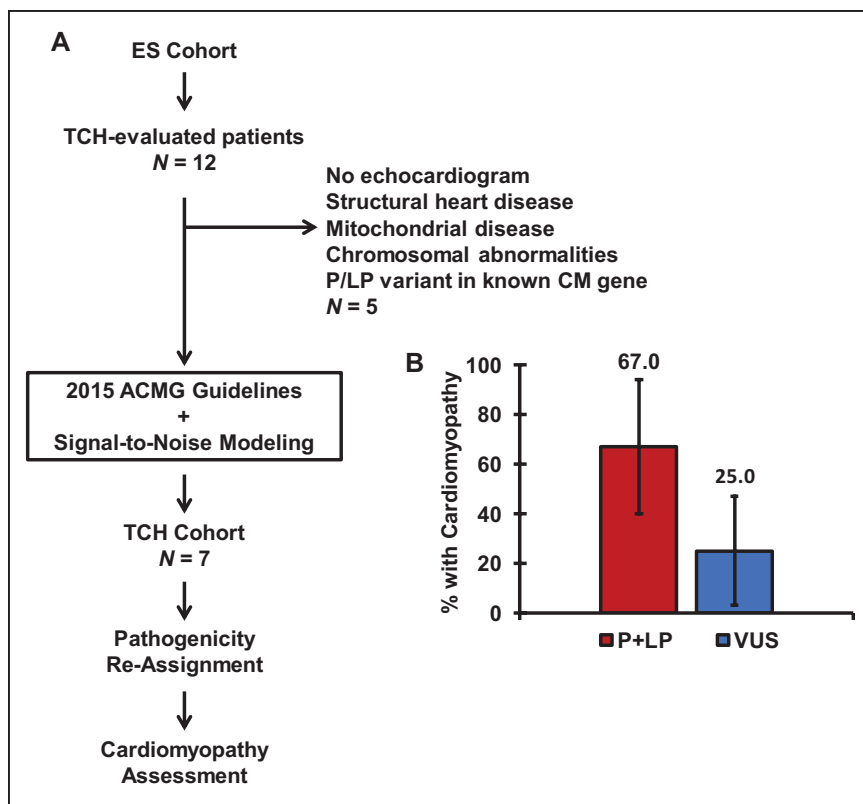 A
ES Cohort
TCH-evaluated patients
N = 12
No echocardiogram
Structural heart disease
Mitochondrial disease
Chromosomal abnormalities
P/LP variant in known CM gene
N = 5
2015 ACMG Guidelines
+
Signal-to-Noise Modeling
TCH Cohort
N = 7
Pathogenicity
Re-Assignment
Cardiomyopathy
Assessment
B
% with Cardiomyopathy
100
80
60
40
20
0
67.0
25.0
P+LP
VUS